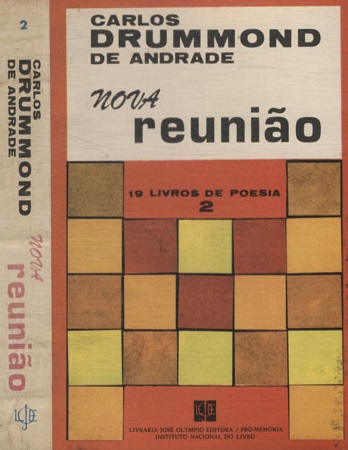 2
CARLOS
DRUMMOND
DE ANDRADE
NOVA
reunião
CARLOS
DRUMMOND
DE ANDRADE
NOVA
reunião
19 LIVROS DE POESIA
2
LIVRARIA JOSÉ OLYMPIO EDITORA / PRÓ-MEMÓRIA
INSTITUTO NACIONAL DO LIVRO